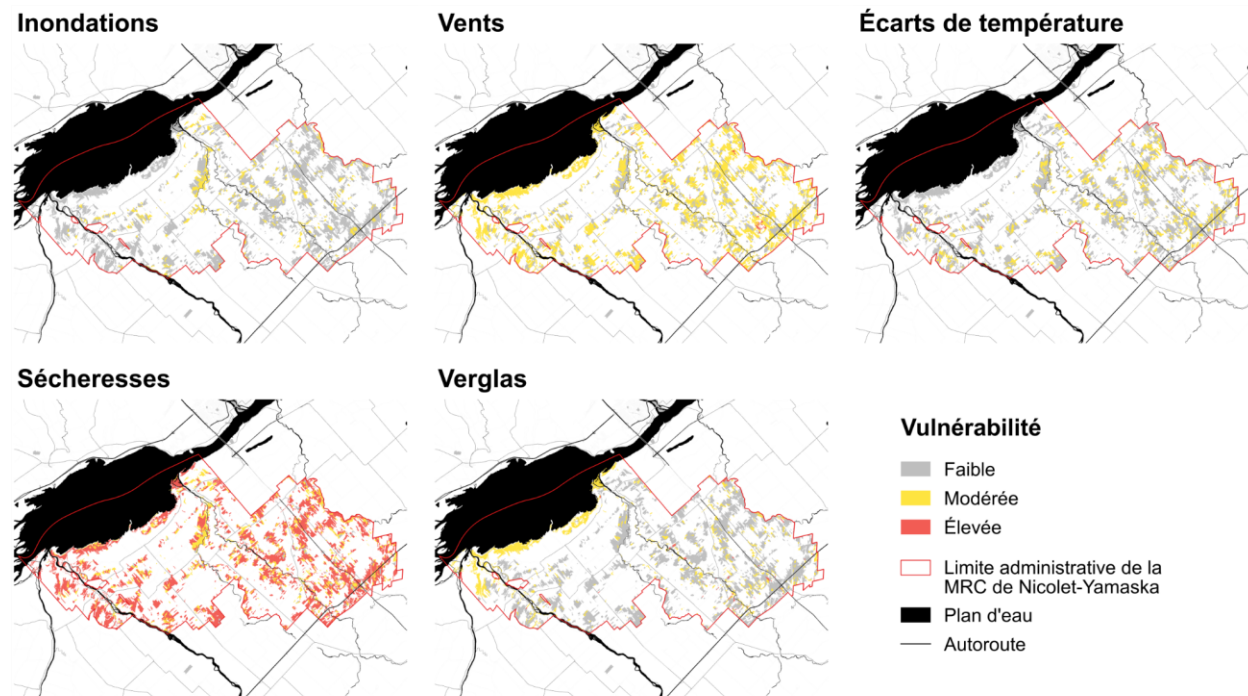 Inondations
Vents
Écarts de température
Sécheresses
Verglas
Vulnérabilité
Faible
Modérée
Élevée
Limite administrative de la
MRC de Nicolet-Yamaska
Plan d'eau
Autoroute